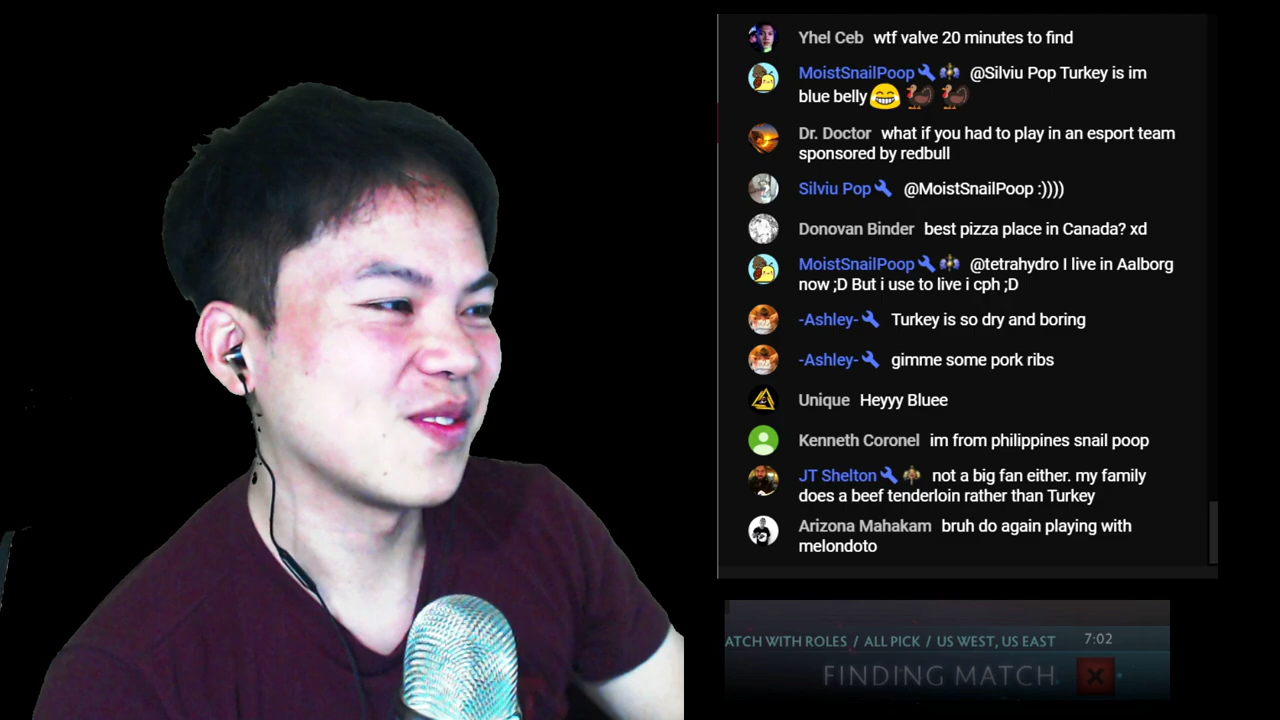 Yhel Ceb wtf valve 20 minutes to find
MoistSnailPoop @Silviu Pop Turkey is im
blue belly
Dr. Doctor what if you had to play in an esport team
sponsored by redbull
Silviu Pop @MoistSnailPoop :))))
Donovan Binder best pizza place in Canada? xd
MoistSnailPoop @tetrahydro I live in Aalborg
now ;D But i use to live i cph ;D
-Ashley- Turkey is so dry and boring
-Ashley- gimme some pork ribs
Unique Heyyy Bluee
Kenneth Coronel im from philippines snail poop
JT Shelton not a big fan either. my family
does a beef tenderloin rather than Turkey
Arizona Mahakam bruh do again playing with
melondoto
ATCH WITH ROLES / ALL PICK / US WEST, US EAST 7:02
FINDING MATCH X